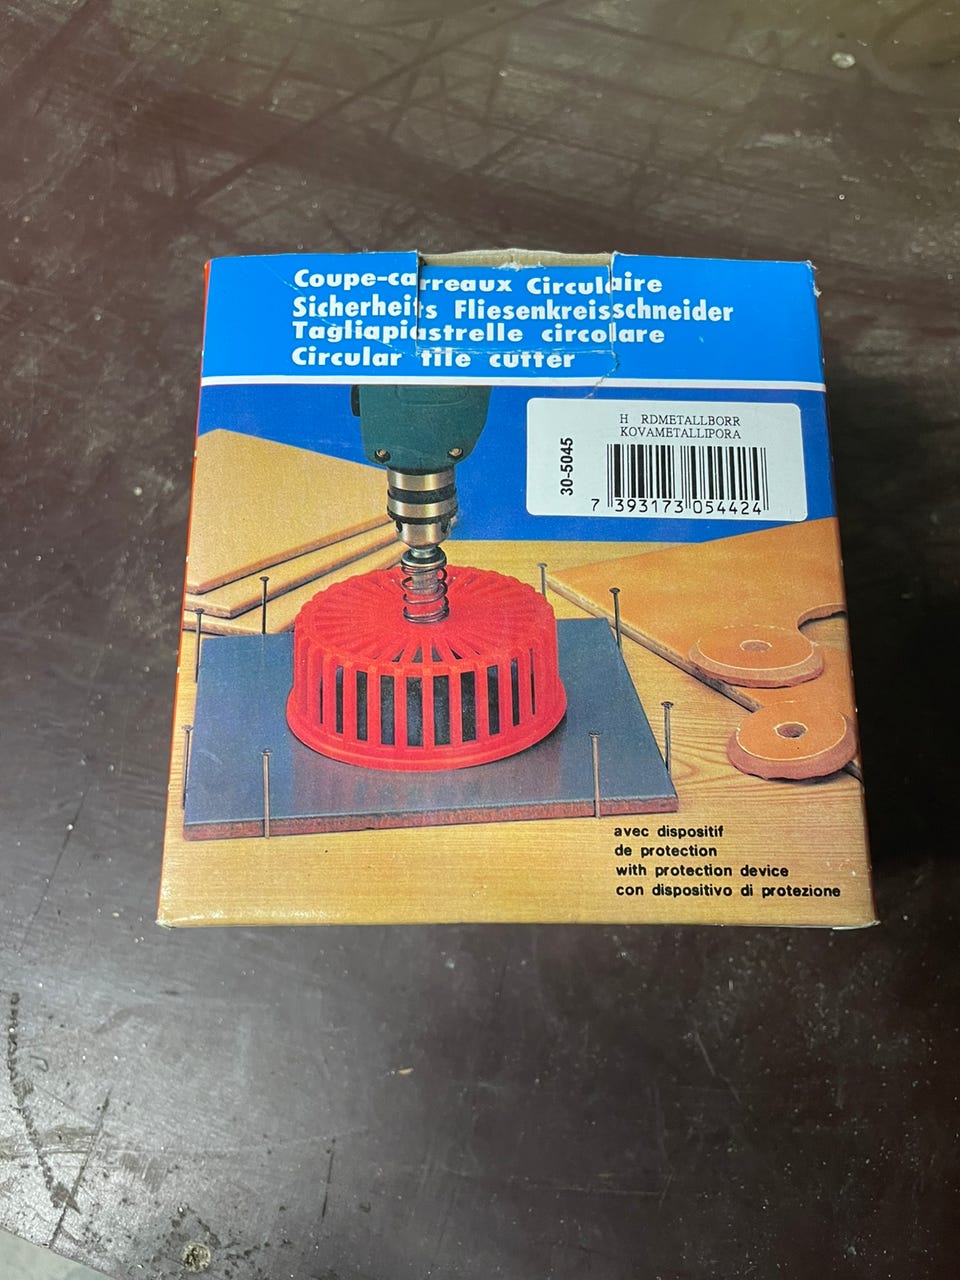 Coupe-carreaux Circulaire
Sicherheits Fliesenkreisschneider
Tagliapiastrelle circolare
Circular tile cutter
H RDMETALLBORR
KOVAMETALLIPORA
30-5045
7 393173 054424
avec dispositif
de protection
with protection device
con dispositivo di protezione